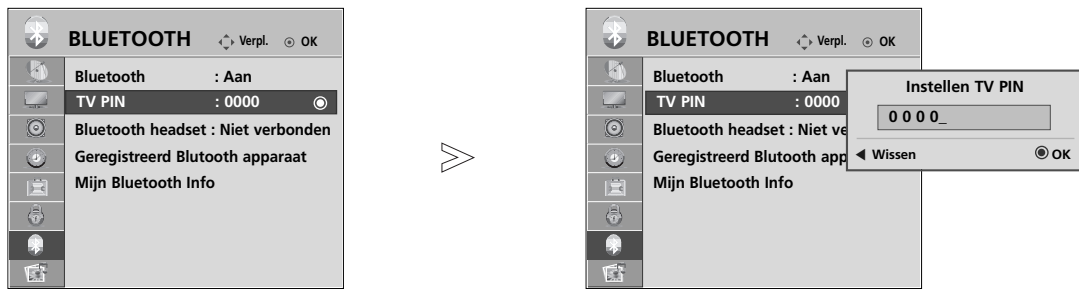 BLUETOOTH Verpl. OK
Bluetooth : Aan
TV PIN : 0000
Bluetooth headset : Niet verbonden
Geregistreerd Blutooth apparaat
Mijn Bluetooth Info
BLUETOOTH Verpl. OK
Bluetooth : Aan
TV PIN : 0000
Bluetooth headset : Niet ve
Geregistreerd Blutooth app
Mijn Bluetooth Info
Instellen TV PIN
0 0 0 0_
Wissen OK